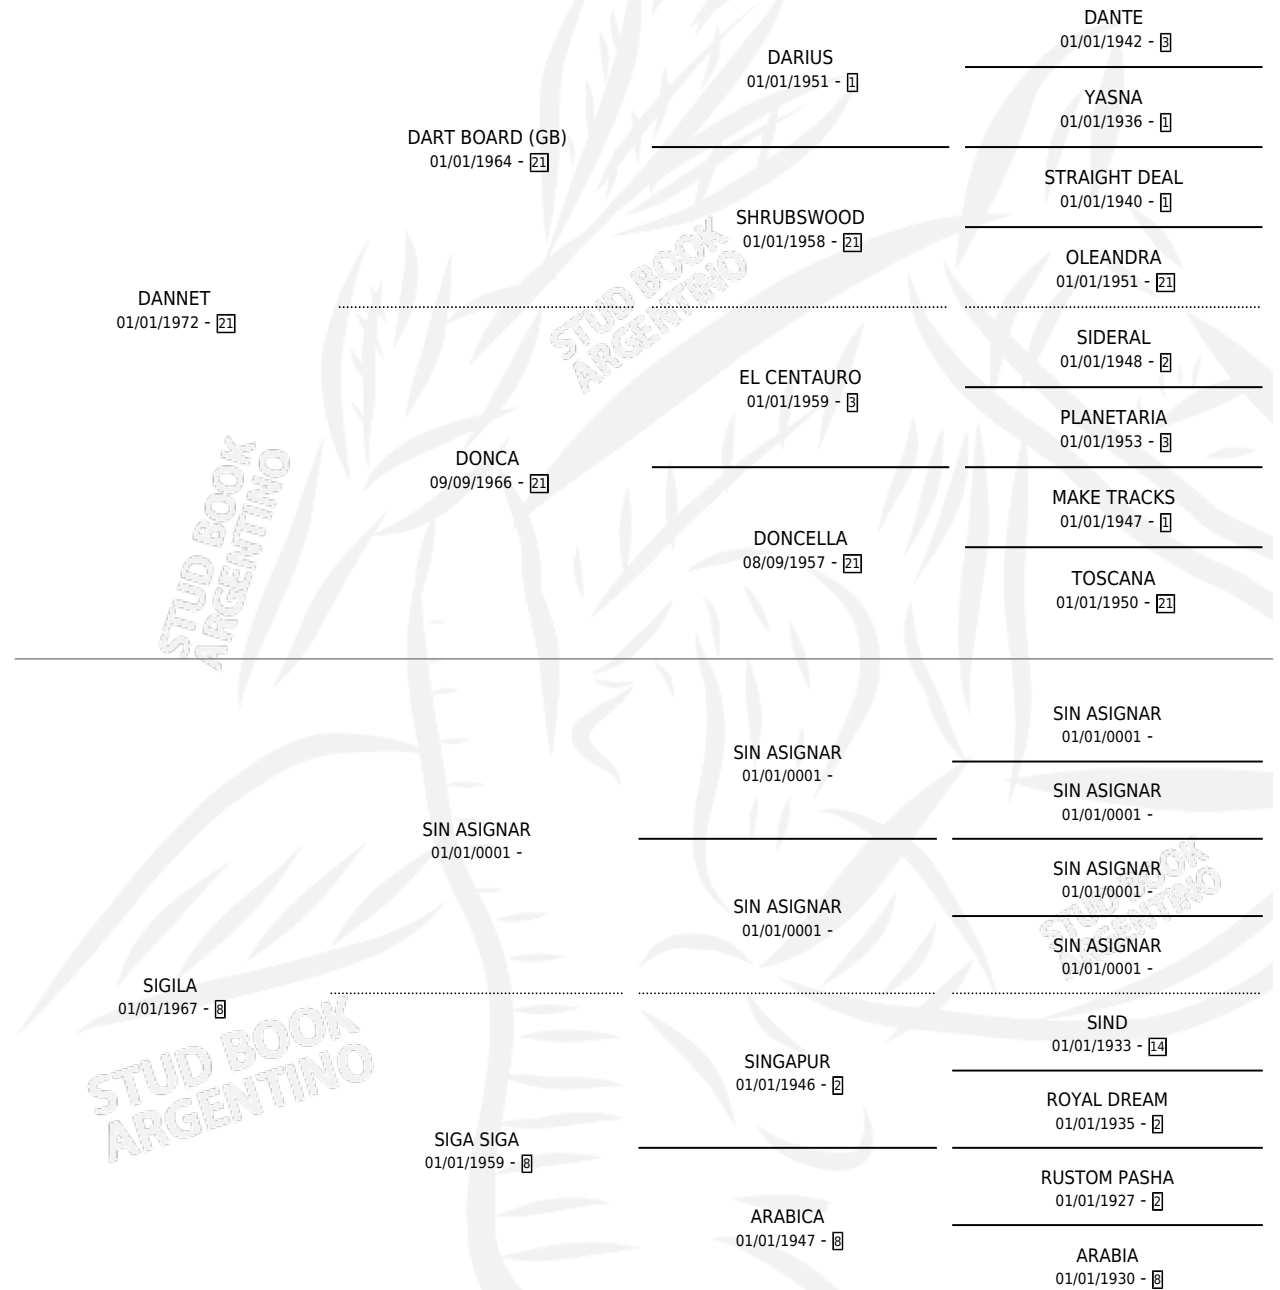 DANTE
01/01/1942 - 3
DARIUS
01/01/1951 - 1
YASNA
01/01/1936 - 1
DART BOARD (GB)
01/01/1964 - 21
STRAIGHT DEAL
01/01/1940 - 1
SHRUBSWOOD
01/01/1958 - 21
OLEANDRA
01/01/1951 - 21
DANNET
01/01/1972 - 21
SIDERAL
01/01/1948 - 2
EL CENTAURO
01/01/1959 - 3
PLANETARIA
01/01/1953 - 3
DONCA
09/09/1966 - 21
MAKE TRACKS
01/01/1947 - 1
DONCELLA
08/09/1957 - 21
TOSCANA
01/01/1950 - 21
SIN ASIGNAR
01/01/0001 -
SIN ASIGNAR
01/01/0001 -
SIN ASIGNAR
01/01/0001 -
SIN ASIGNAR
01/01/0001 -
SIN ASIGNAR
01/01/0001 -
SIN ASIGNAR
01/01/0001 -
SIN ASIGNAR
01/01/0001 -
SIGILA
01/01/1967 - 8
SIND
01/01/1933 - 14
SINGAPUR
01/01/1946 - 2
ROYAL DREAM
01/01/1935 - 2
SIGA SIGA
01/01/1959 - 8
RUSTOM PASHA
01/01/1927 - 2
ARABICA
01/01/1947 - 8
ARABIA
01/01/1930 - 8
STUD BOOK
ARGENTINO
STUD BOOK
ARGENTINO
STUD BOOK
ARGENTINO
STUD BOOK
ARGENTINO